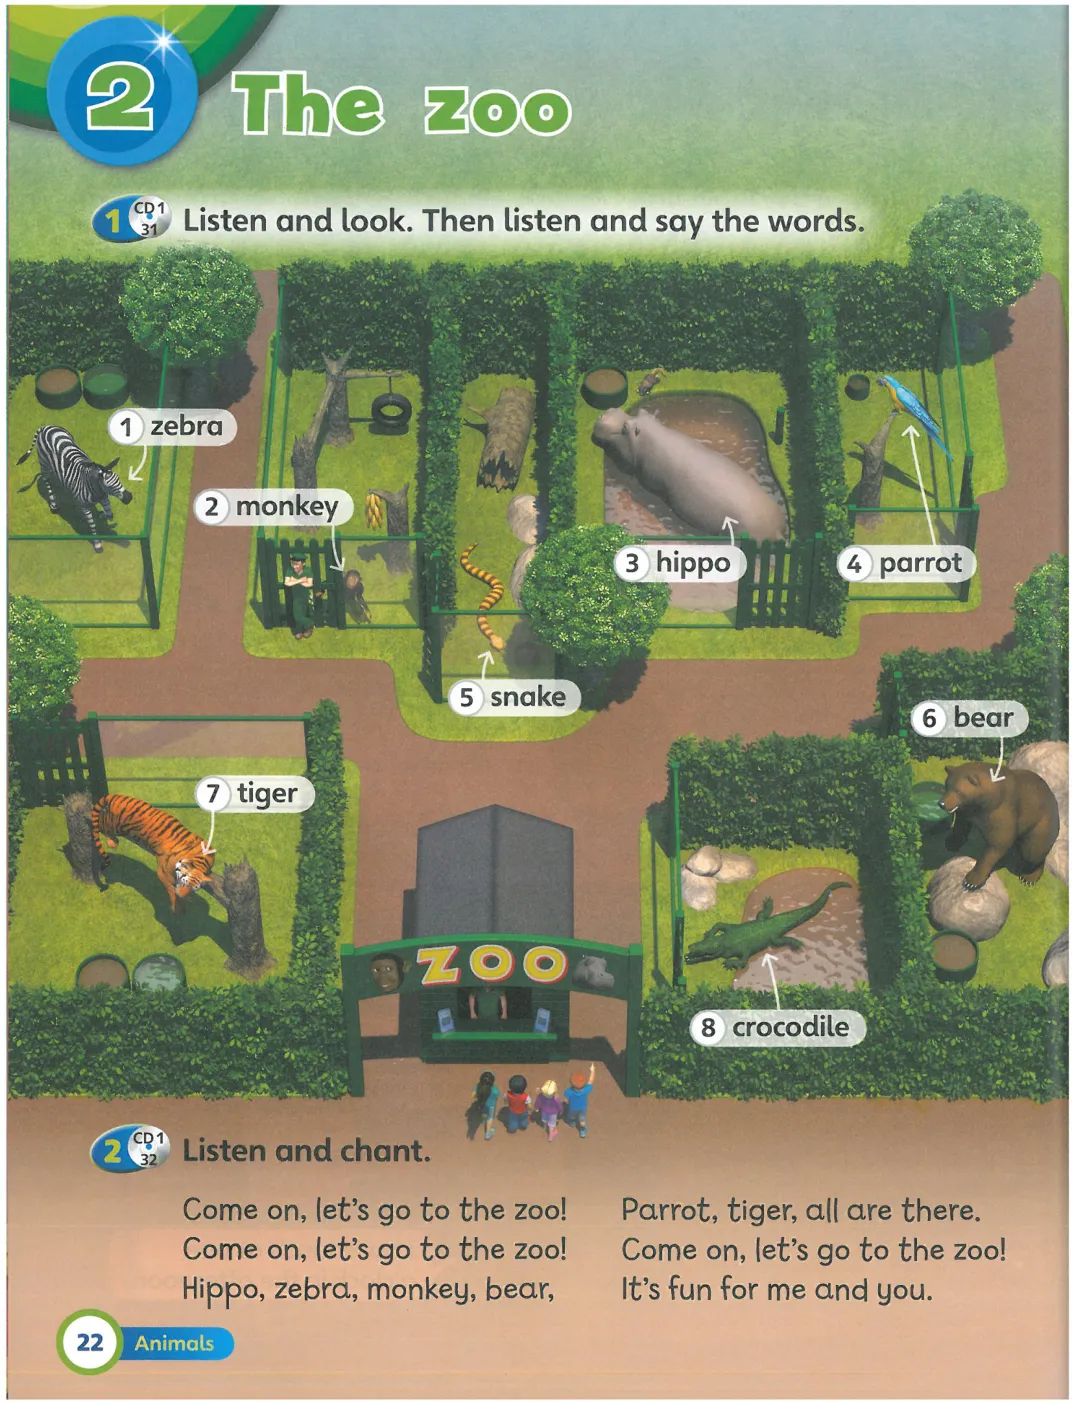 2 The zoo
1 CD1 31 Listen and look. Then listen and say the words.
1 zebra
2 monkey
3 hippo
4 parrot
5 snake
6 bear
7 tiger
ZOO
8 crocodile
2 CD1 32 Listen and chant.
Come on, let's go to the zoo!
Come on, let's go to the zoo!
Hippo, zebra, monkey, bear,
Parrot, tiger, all are there.
Come on, let's go to the zoo!
It's fun for me and you.
22 Animals